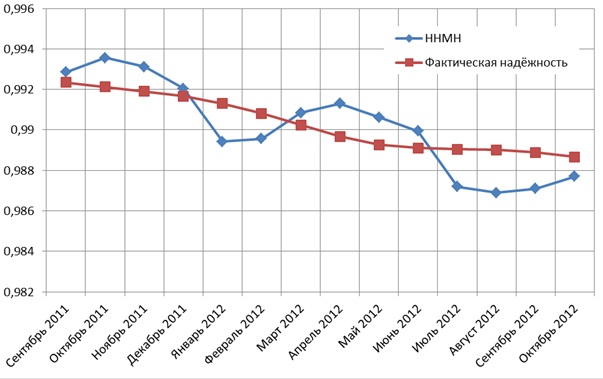 0,996
0,994
0,992
0,99
0,988
0,986
0,984
0,982
ННМН
Фактическая надёжность
Сентябрь 2011
Октябрь 2011
Ноябрь 2011
Декабрь 2011
Январь 2012
Февраль 2012
Март 2012
Апрель 2012
Май 2012
Июнь 2012
Июль 2012
Август 2012
Сентябрь 2012
Октябрь 2012